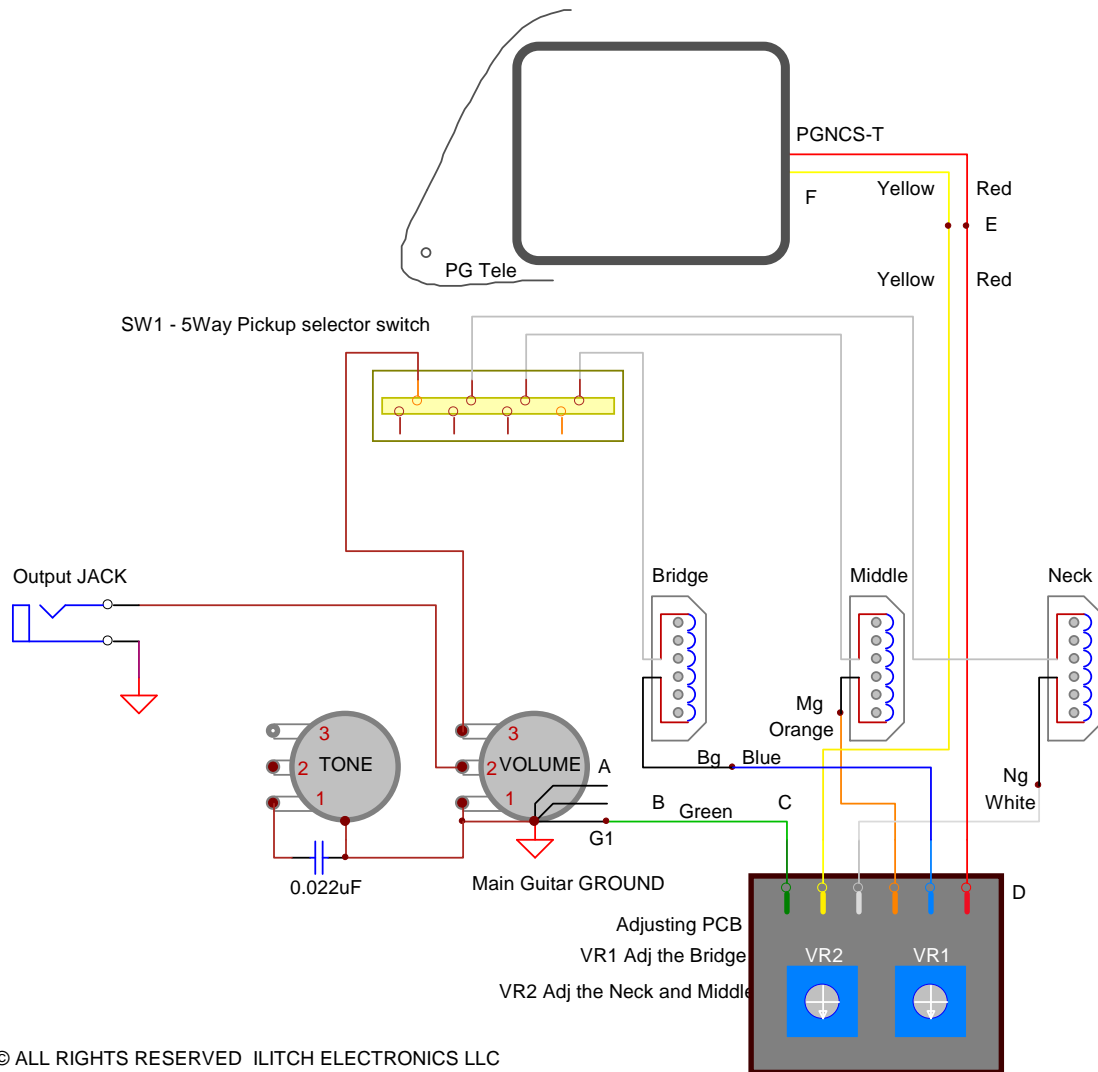 PGNCS-T
Yellow
Red
F
E
PG Tele
Yellow
Red
SW1 - 5Way Pickup selector switch
Output JACK
Bridge
Middle
Neck
Mg
Orange
3
TONE
2
1
3
VOLUME
2
1
A
Bg
Blue
Ng
White
B
Green
C
G1
0.022uF
Main Guitar GROUND
D
Adjusting PCB
VR1 Adj the Bridge
VR2
VR1
VR2 Adj the Neck and Middle
© ALL RIGHTS RESERVED ILITCH ELECTRONICS LLC